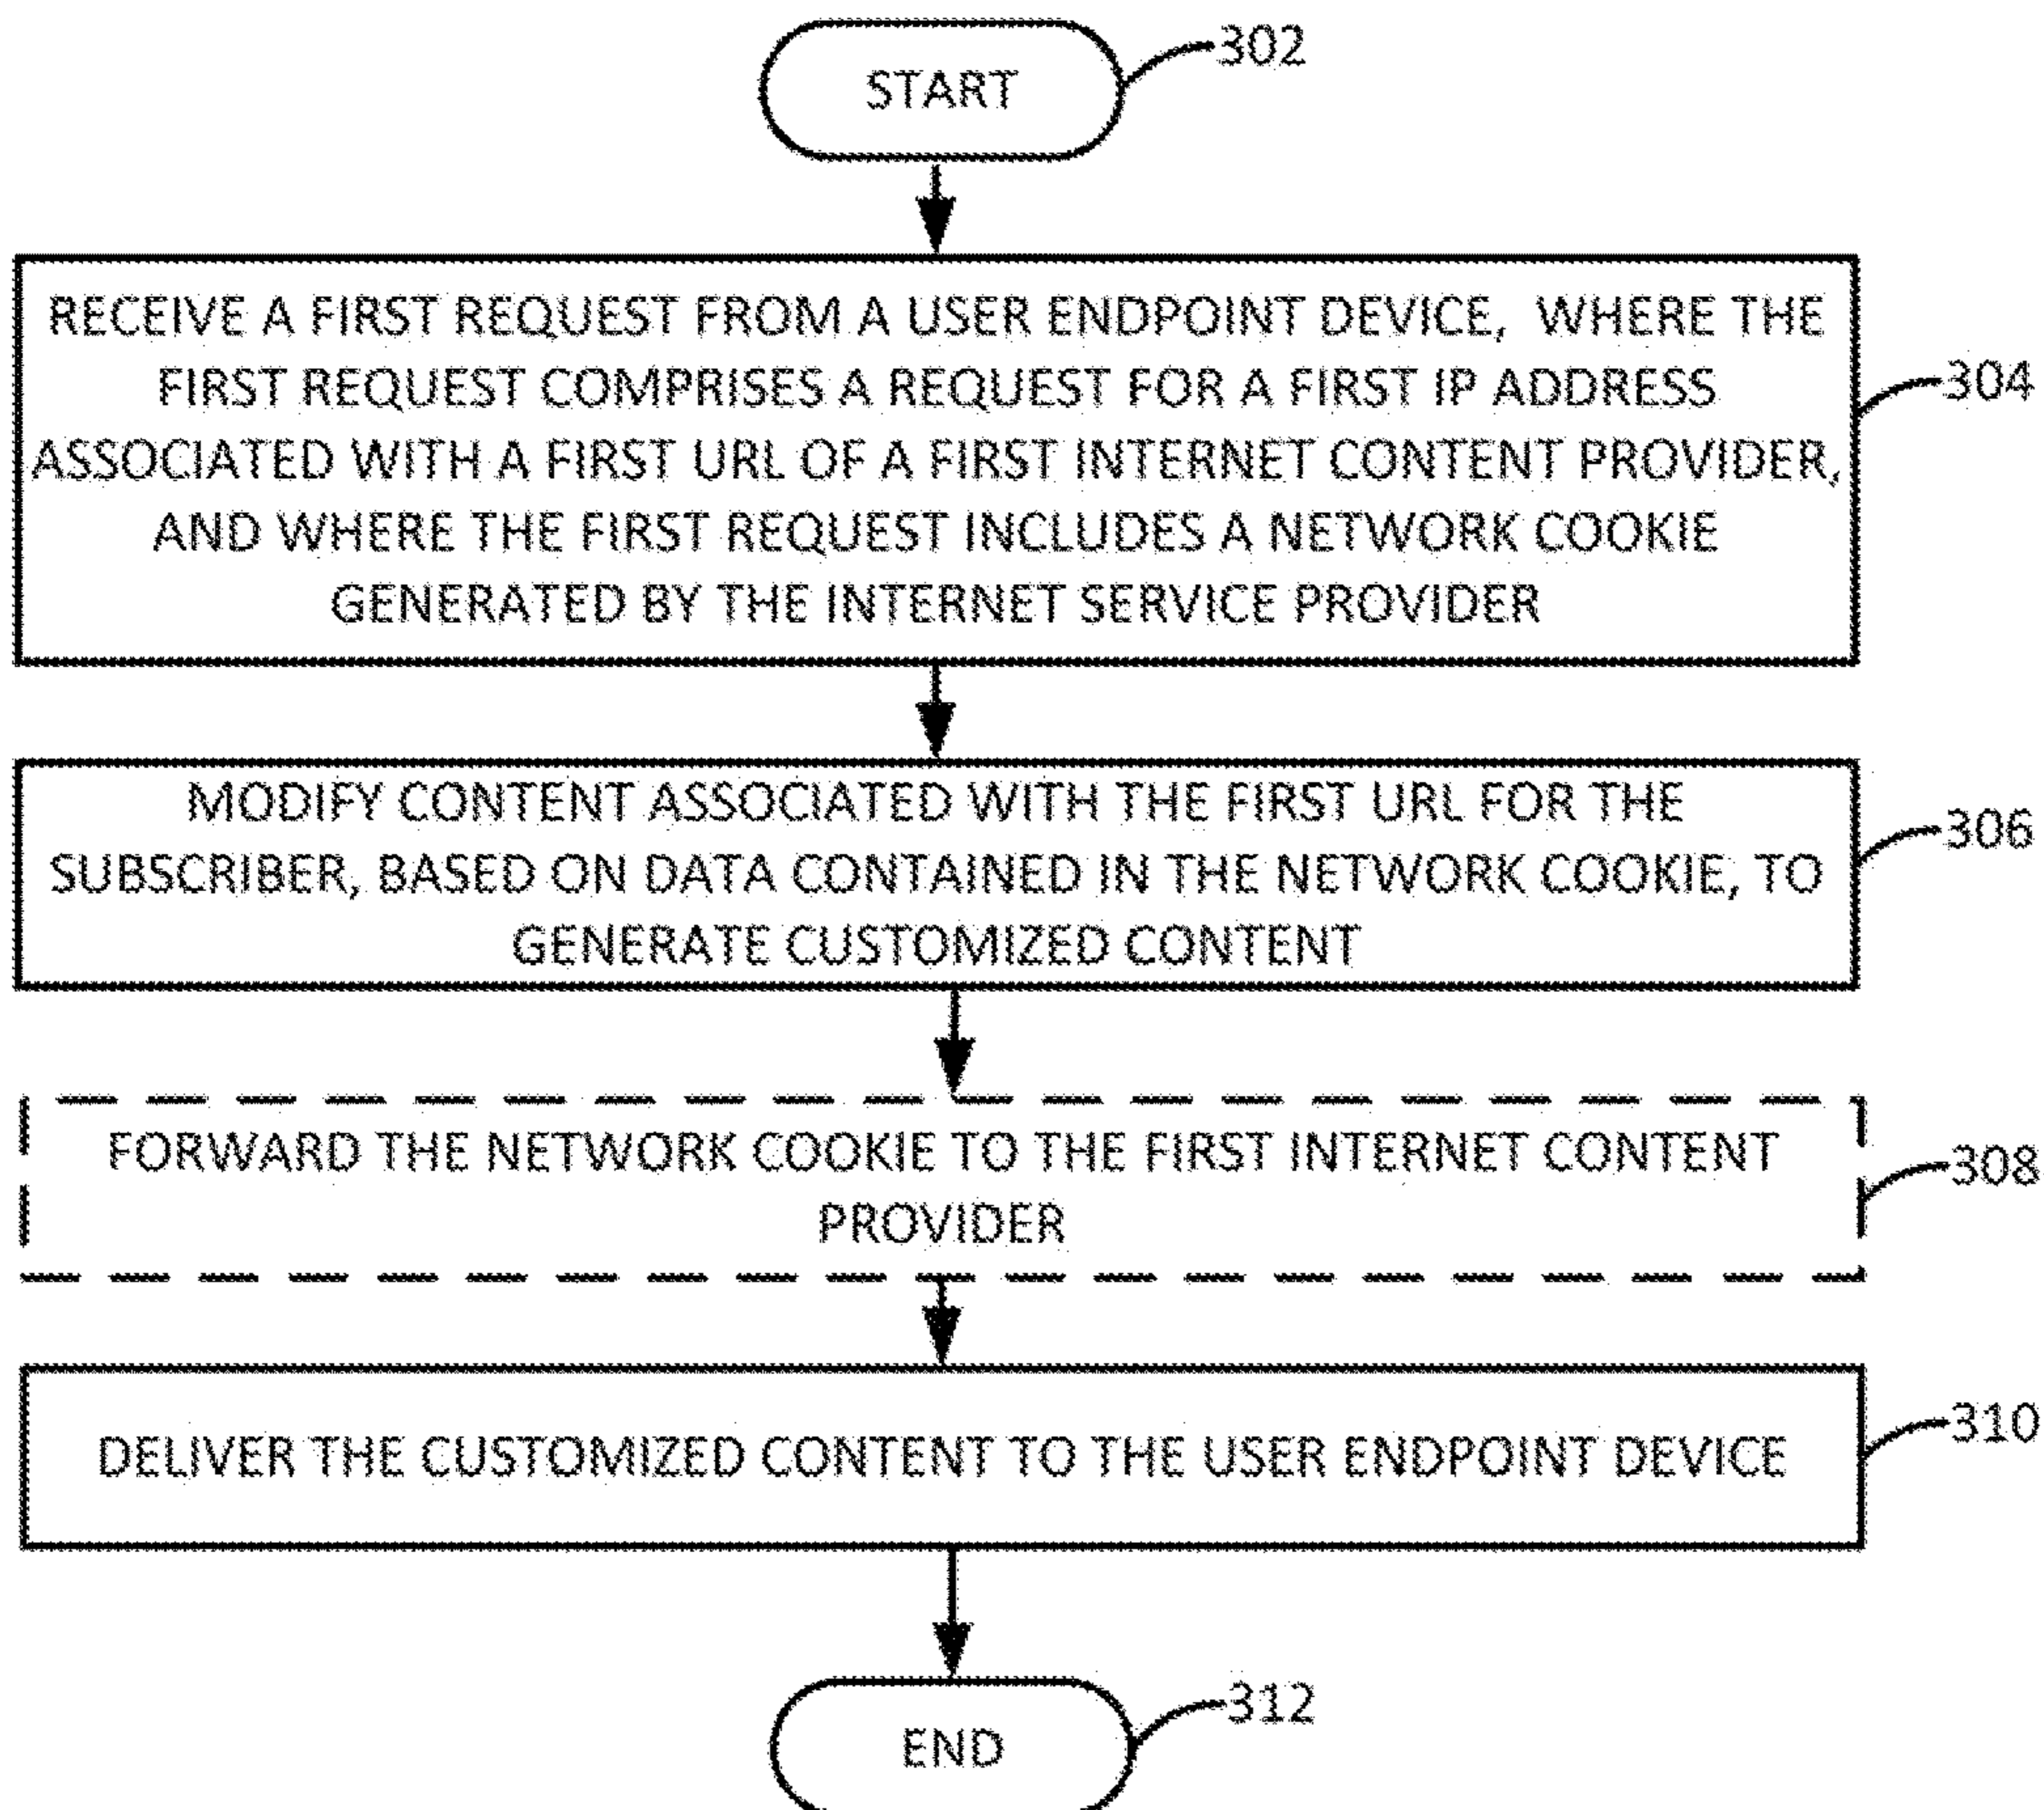 START
302
RECEIVE A FIRST REQUEST FROM A USER ENDPOINT DEVICE, WHERE THE
FIRST REQUEST COMPRISES A REQUEST FOR A FIRST IP ADDRESS
ASSOCIATED WITH A FIRST URL OF A FIRST INTERNET CONTENT PROVIDER,
AND WHERE THE FIRST REQUEST INCLUDES A NETWORK COOKIE
GENERATED BY THE INTERNET SERVICE PROVIDER
304
MODIFY CONTENT ASSOCIATED WITH THE FIRST URL FOR THE
SUBSCRIBER, BASED ON DATA CONTAINED IN THE NETWORK COOKIE, TO
GENERATE CUSTOMIZED CONTENT
306
FORWARD THE NETWORK COOKIE TO THE FIRST INTERNET CONTENT
PROVIDER
308
DELIVER THE CUSTOMIZED CONTENT TO THE USER ENDPOINT DEVICE
310
END
312